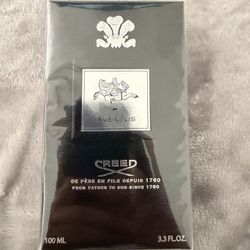 AVENTUS
CREED
DE PÈRE EN FILS DEPUIS 1760
FROM FATHER TO SON SINCE 1760
100 ML 3.3 FL.OZ.